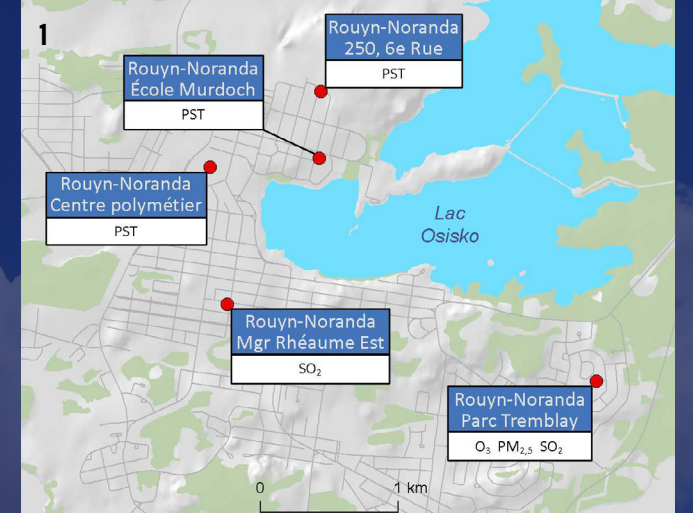 1
Rouyn-Noranda
250, 6e Rue
PST
Rouyn-Noranda
École Murdoch
PST
Rouyn-Noranda
Centre polymétier
PST
Lac
Osisko
Rouyn-Noranda
Mgr Rhéaume Est
SO₂
Rouyn-Noranda
Parc Tremblay
O₃ PM₂,₅ SO₂
0 1 km